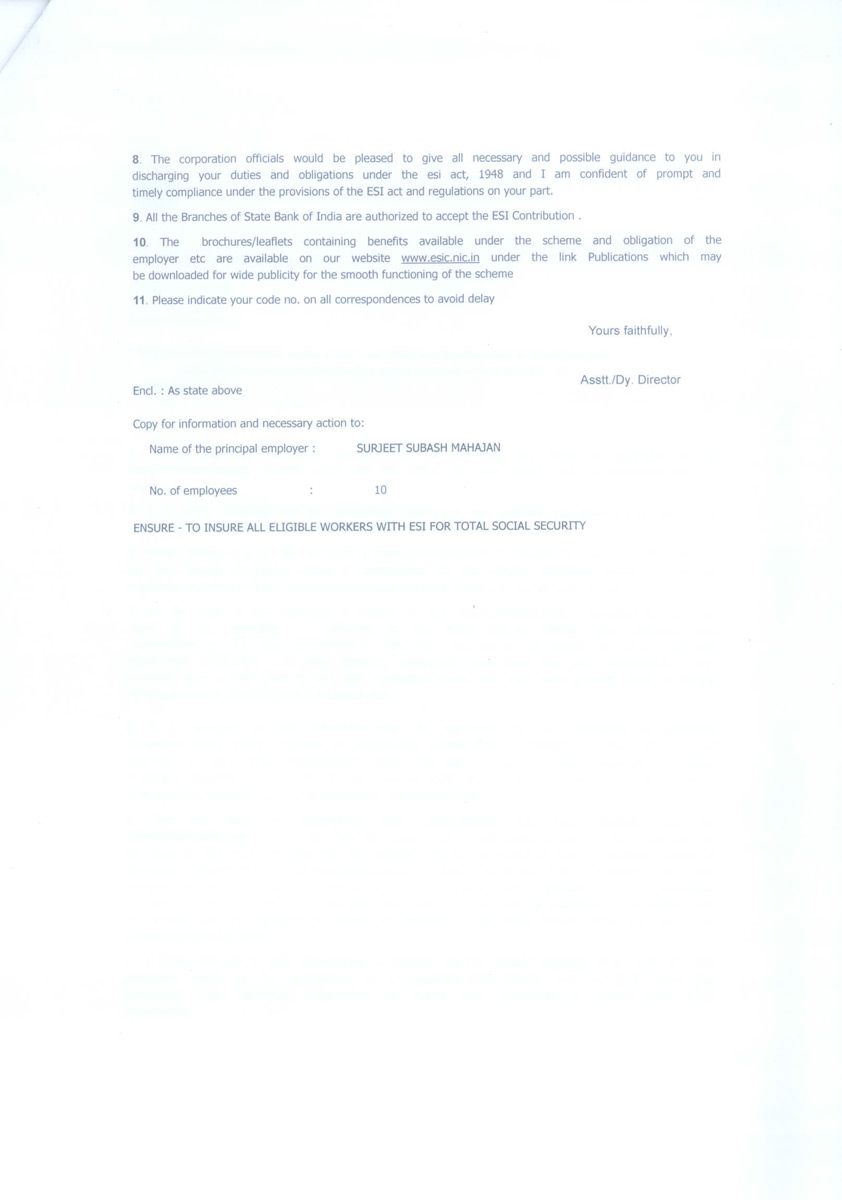 8. The corporation officials would be pleased to give all necessary and possible guidance to you in
discharging your duties and obligations under the esi act, 1948 and I am confident of prompt and
timely compliance under the provisions of the ESI act and regulations on your part.
9. All the Branches of State Bank of India are authorized to accept the ESI Contribution .
10. The brochures/leaflets containing benefits available under the scheme and obligation of the
employer etc are available on our website www.esic.nic.in under the link Publications which may
be downloaded for wide publicity for the smooth functioning of the scheme
11. Please indicate your code no. on all correspondences to avoid delay
Yours faithfully,
Asstt./Dy. Director
Encl. : As state above
Copy for information and necessary action to:
Name of the principal employer : SURJEET SUBASH MAHAJAN
No. of employees : 10
ENSURE - TO INSURE ALL ELIGIBLE WORKERS WITH ESI FOR TOTAL SOCIAL SECURITY